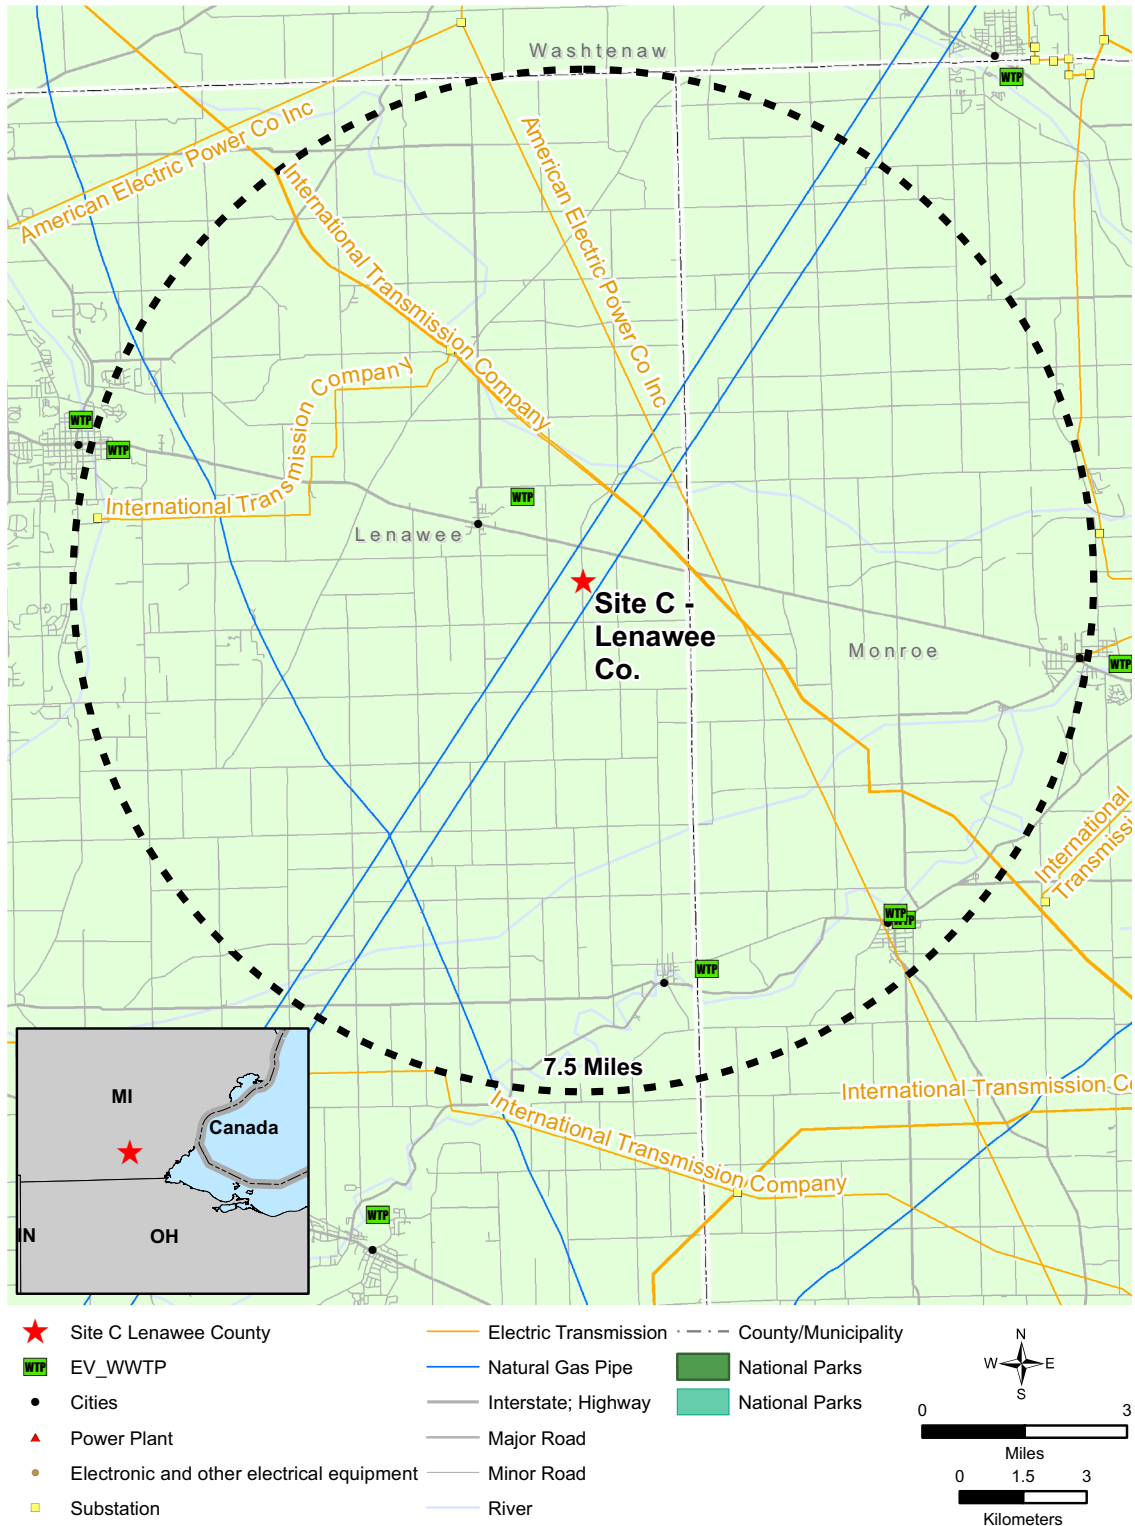 Washtenaw
WTP
American Electric Power Co Inc
American Electric Power Co Inc
International Transmission Company
International Transmission Company
WTP
WTP
WTP
Lenawee
Site C -
Lenawee
Co.
Monroe
WTP
International
Transmissi
WTP
WTP
WTP
7.5 Miles
International Transmission Co
International Transmission Company
WTP
MI
Canada
IN
OH
Site C Lenawee County
WTP EV_WWTP
Cities
Power Plant
Electronic and other electrical equipment
Substation
Electric Transmission
Natural Gas Pipe
Interstate; Highway
Major Road
Minor Road
River
County/Municipality
National Parks
National Parks
N
W E
S
0 3
Miles
0 1.5 3
Kilometers